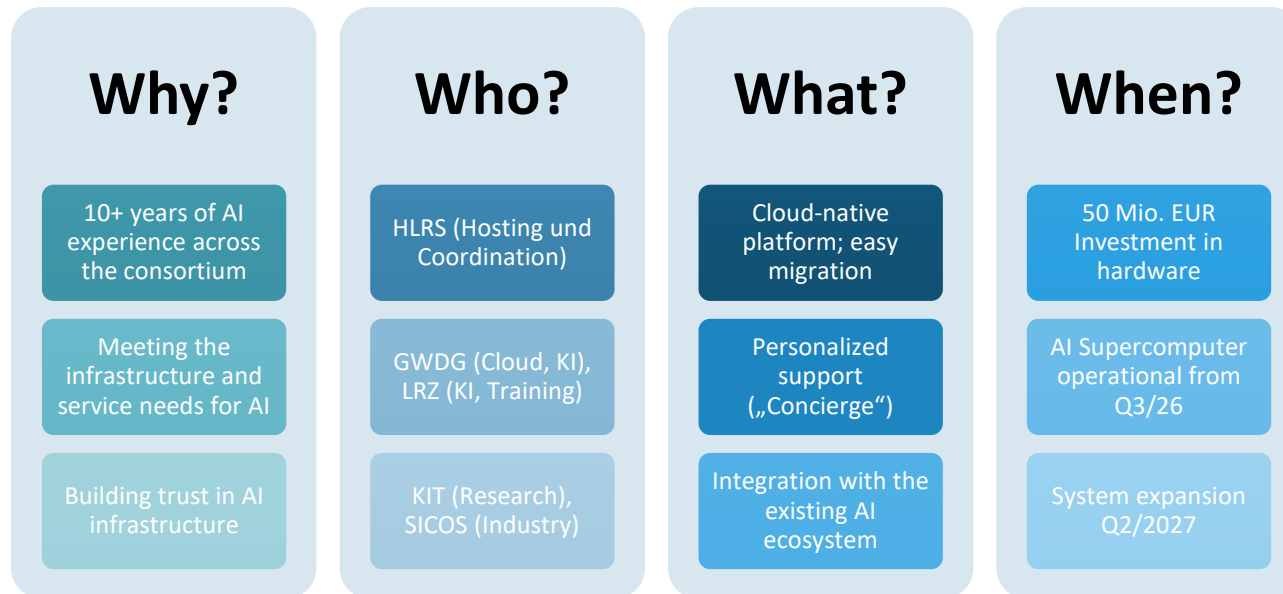 Why?
10+ years of AI
experience across
the consortium
Meeting the
infrastructure and
service needs for AI
Building trust in AI
infrastructure
Who?
HLRS (Hosting und
Coordination)
GWDG (Cloud, KI),
LRZ (KI, Training)
KIT (Research),
SICOS (Industry)
What?
Cloud-native
platform; easy
migration
Personalized
support
(„Concierge“)
Integration with the
existing AI
ecosystem
When?
50 Mio. EUR
Investment in
hardware
AI Supercomputer
operational from
Q3/26
System expansion
Q2/2027